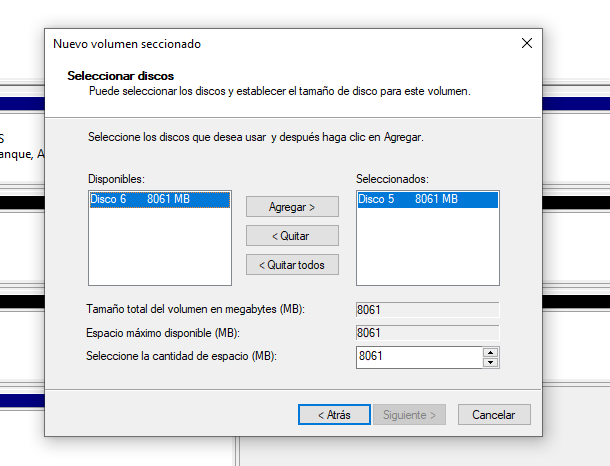 Nuevo volumen seccionado
Seleccionar discos
Puede seleccionar los discos y establecer el tamaño de disco para este volumen.
Seleccione los discos que desea usar y después haga clic en Agregar.
S
anque, A
Disponibles:
Seleccionados:
Disco 6 8061 MB
Agregar >
Disco 5 8061 MB
< Quitar
< Quitar todos
Tamaño total del volumen en megabytes (MB): 8061
Espacio máximo disponible (MB): 8061
Seleccione la cantidad de espacio (MB): 8061
< Atrás
Siguiente >
Cancelar